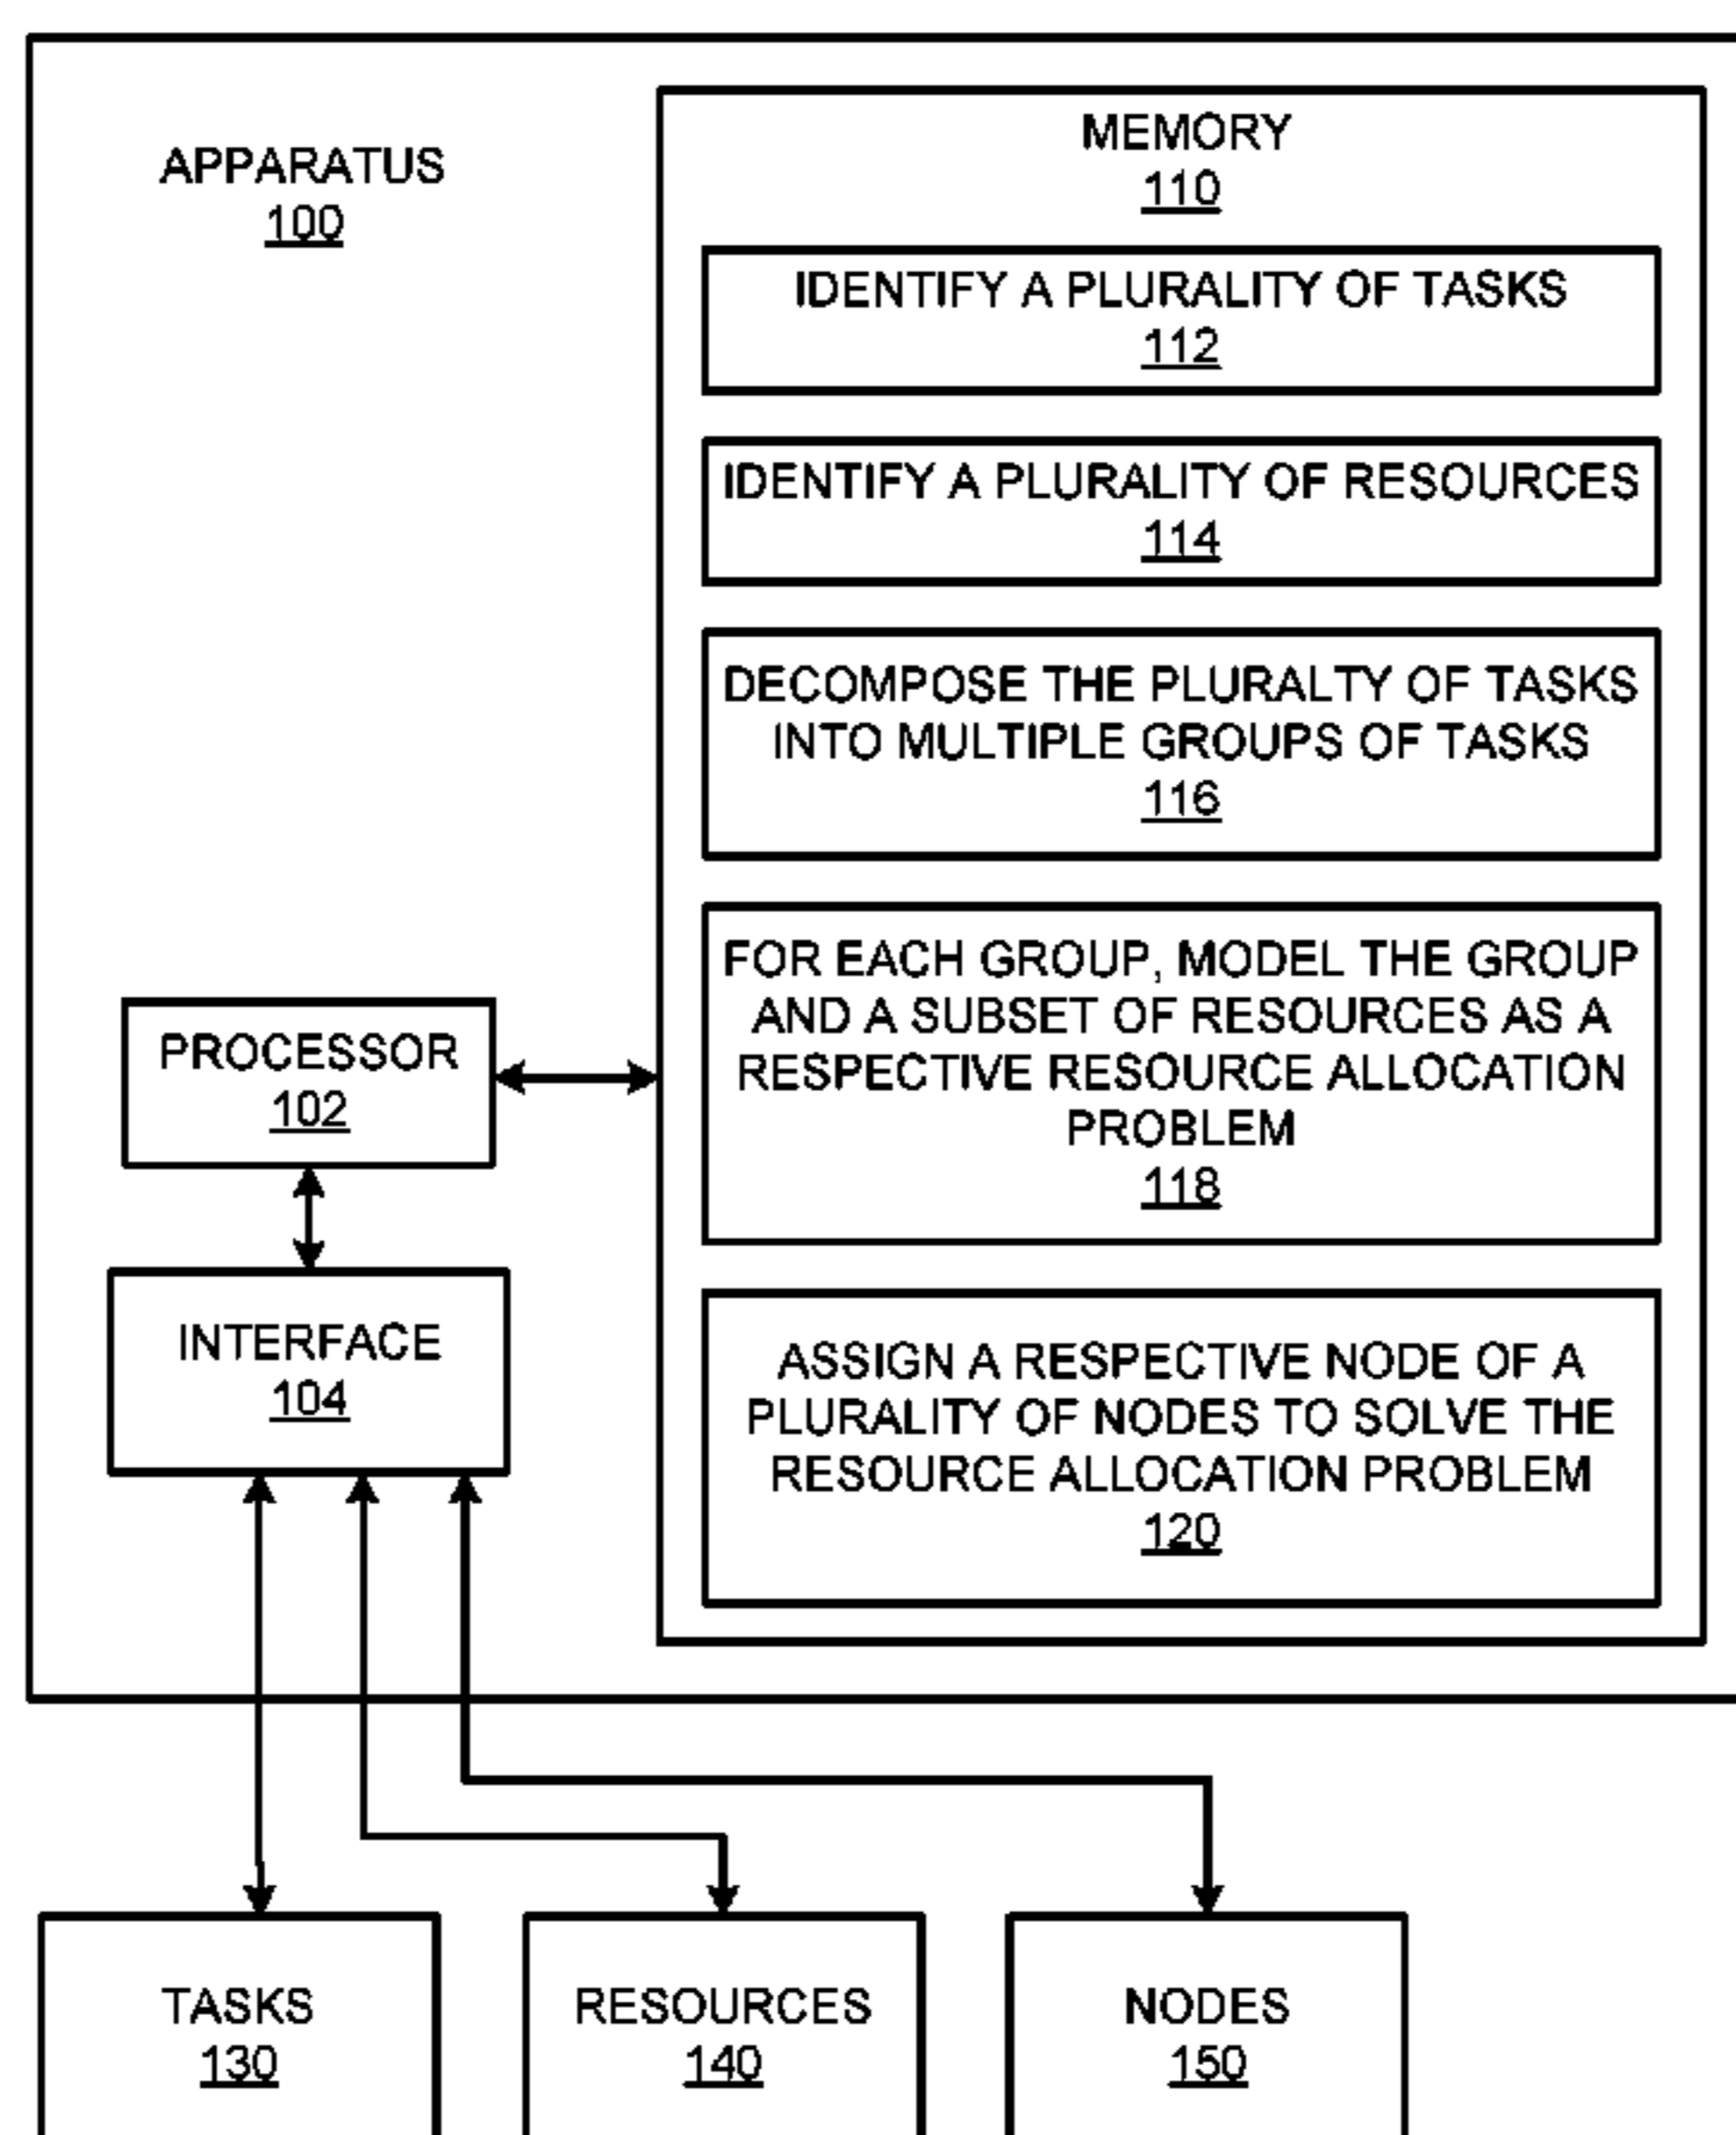 APPARATUS
100
MEMORY
110
IDENTIFY A PLURALITY OF TASKS
112
IDENTIFY A PLURALITY OF RESOURCES
114
DECOMPOSE THE PLURALTY OF TASKS
INTO MULTIPLE GROUPS OF TASKS
116
FOR EACH GROUP, MODEL THE GROUP
AND A SUBSET OF RESOURCES AS A
RESPECTIVE RESOURCE ALLOCATION
PROBLEM
118
ASSIGN A RESPECTIVE NODE OF A
PLURALITY OF NODES TO SOLVE THE
RESOURCE ALLOCATION PROBLEM
120
PROCESSOR
102
INTERFACE
104
TASKS
130
RESOURCES
140
NODES
150